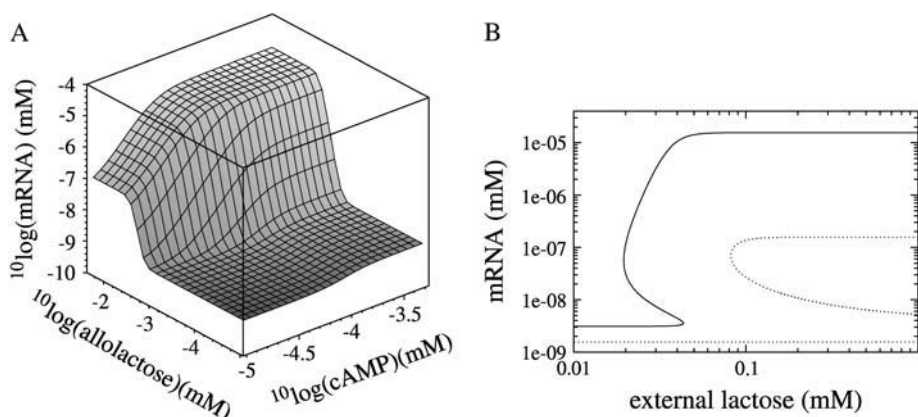 A
B
¹⁰log(mRNA) (mM)
-4
-5
-6
-7
-8
-9
-10
-2
-3
-4
-5
¹⁰log(allolactose)(mM)
-4.5
-4
-3.5
¹⁰log(cAMP)(mM)
mRNA (mM)
1e-05
1e-06
1e-07
1e-08
1e-09
0.01
0.1
external lactose (mM)